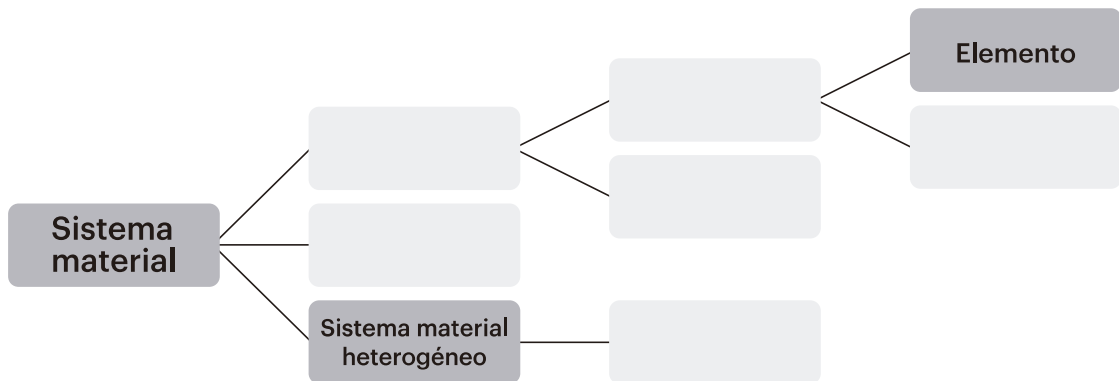 Elemento
Sistema
material
Sistema material
heterogéneo